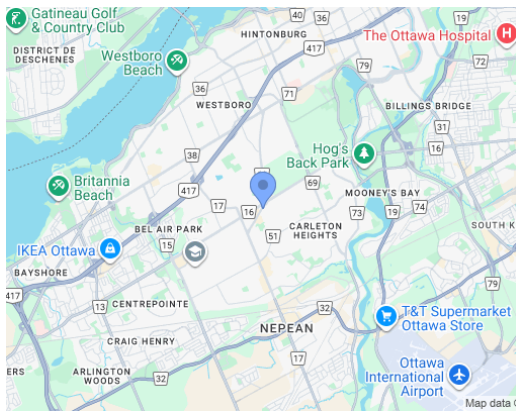 Gatineau Golf
& Country Club
HINTONBURG
417
The Ottawa Hospital
H
DISTRICT DE
DESCHENES
Westboro
Beach
36
36
79
72
WESTBORO
71
BILLINGS BRIDGE
31
38
Hog's
Back Park
16
Britannia
Beach
417
69
MOONEY'S BAY
17
16
73
19
74
BEL AIR PARK
51
CARLETON
HEIGHTS
SOUTH K
IKEA Ottawa
15
BAYSHORE
417
13
CENTREPOINTE
32
T&T Supermarket
Ottawa Store
NEPEAN
CRAIG HENRY
17
ERS
ARLINGTON
WOODS
32
Ottawa
International
Airport
19
Map data ©